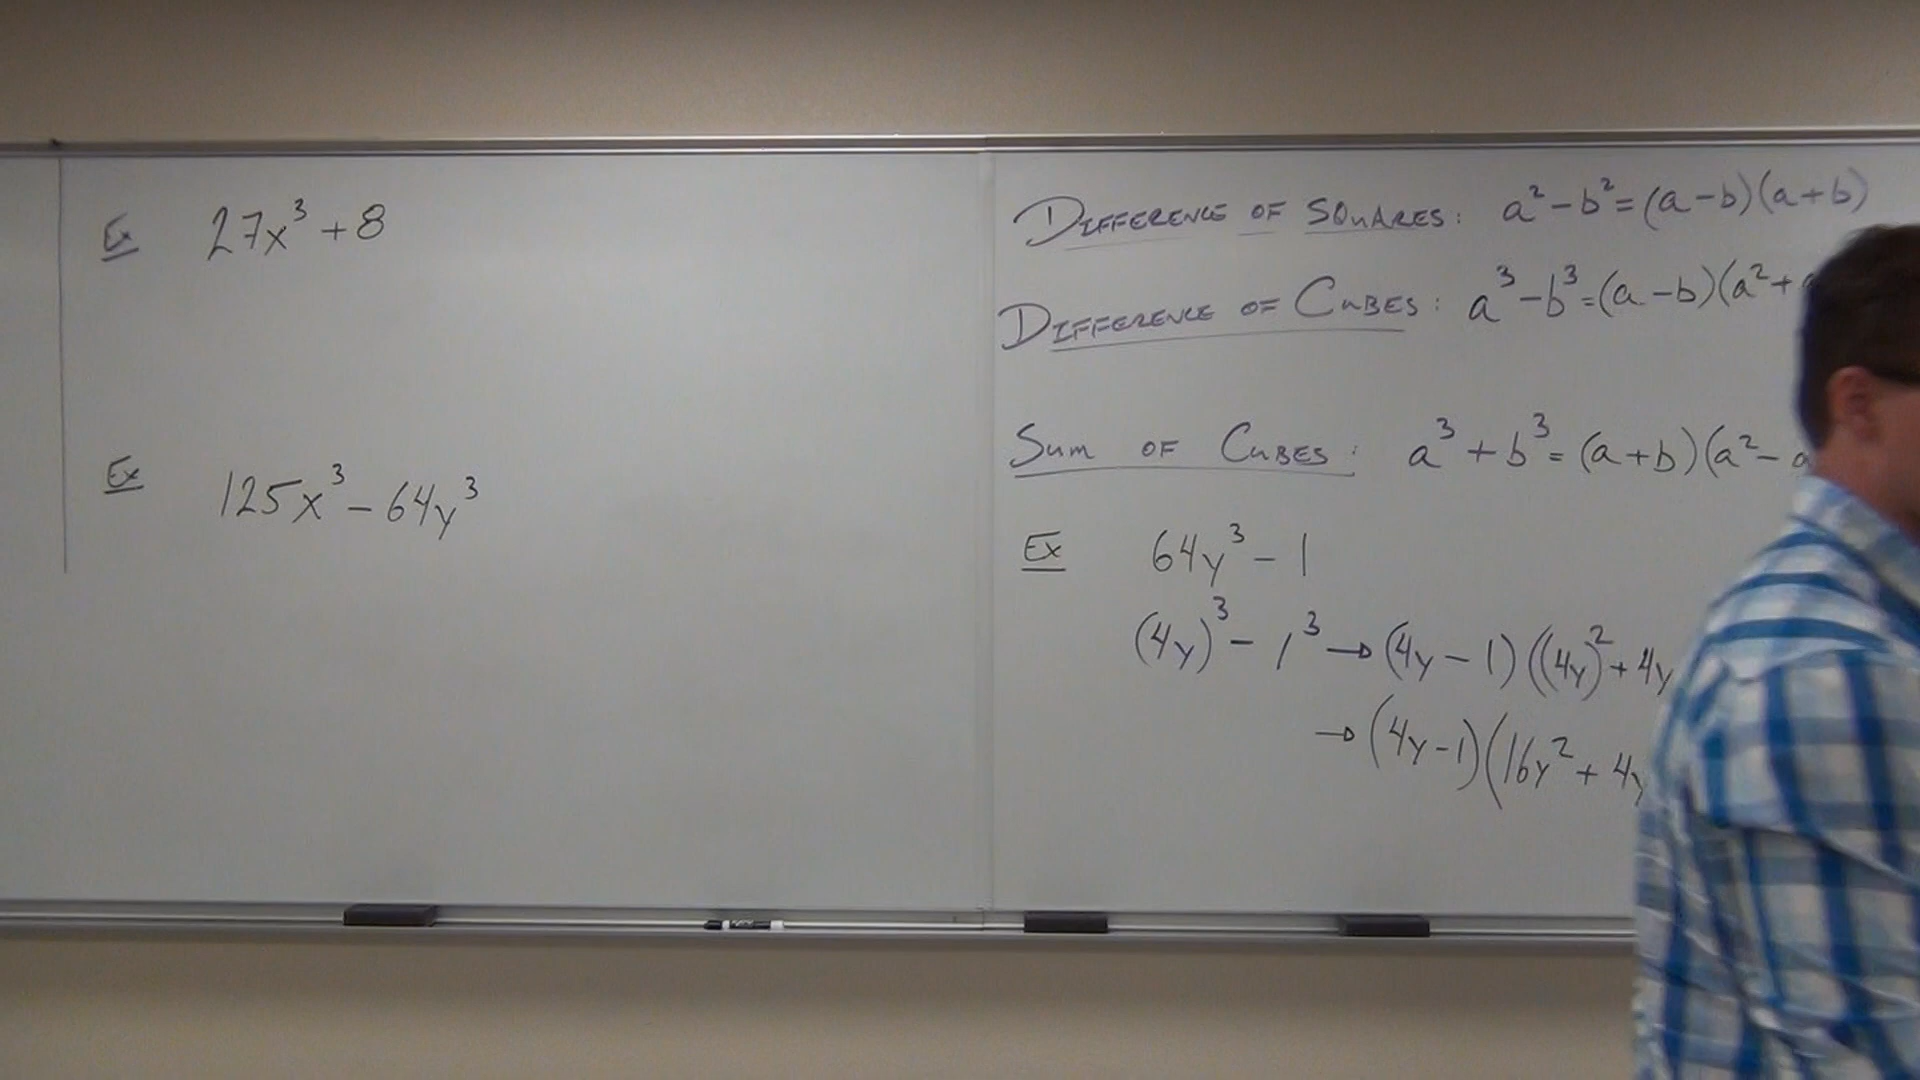 Ex 27x³ + 8
Ex 125x³ - 64y³
DIFFERENCE OF SQUARES: a² - b² = (a - b)(a + b)
DIFFERENCE OF CUBES: a³ - b³ = (a - b)(a² +
SUM OF CUBES: a³ + b³ = (a + b)(a² - a
Ex 64y³ - 1
(4y)³ - 1³ → (4y - 1)((4y)² + 4y
→ (4y - 1)(16y² + 4y